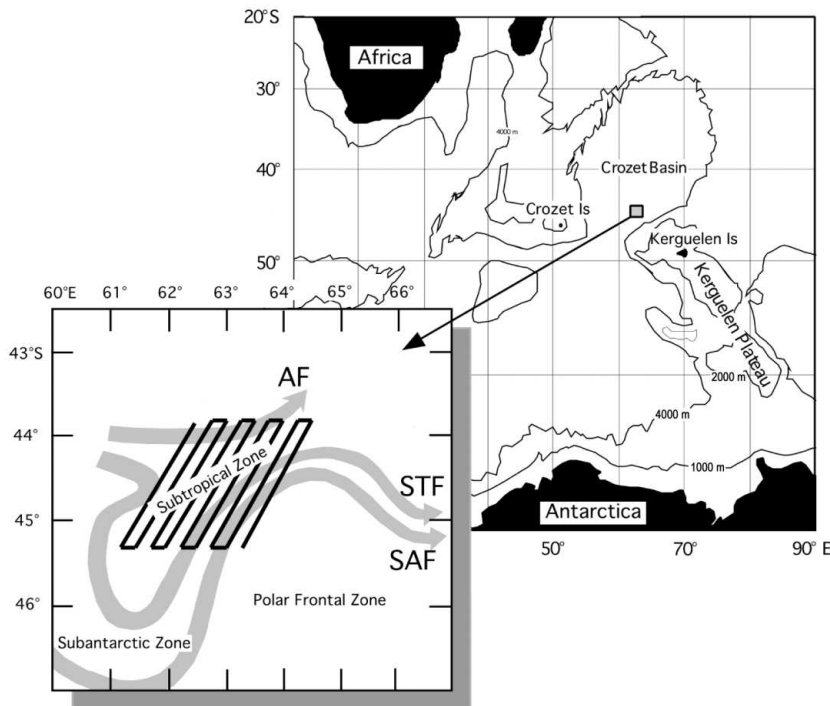 20°S
Africa
30°
4000 m
40°
Crozet Basin
Crozet Is
Kerguelen Is
50°
Kerguelen Plateau
2000 m
4000 m
1000 m
Antarctica
50°
70°
90° E
60°E
61°
62°
63°
64°
65°
66°
43°S
AF
44°
Subtropical Zone
STF
45°
SAF
46°
Polar Frontal Zone
Subantarctic Zone